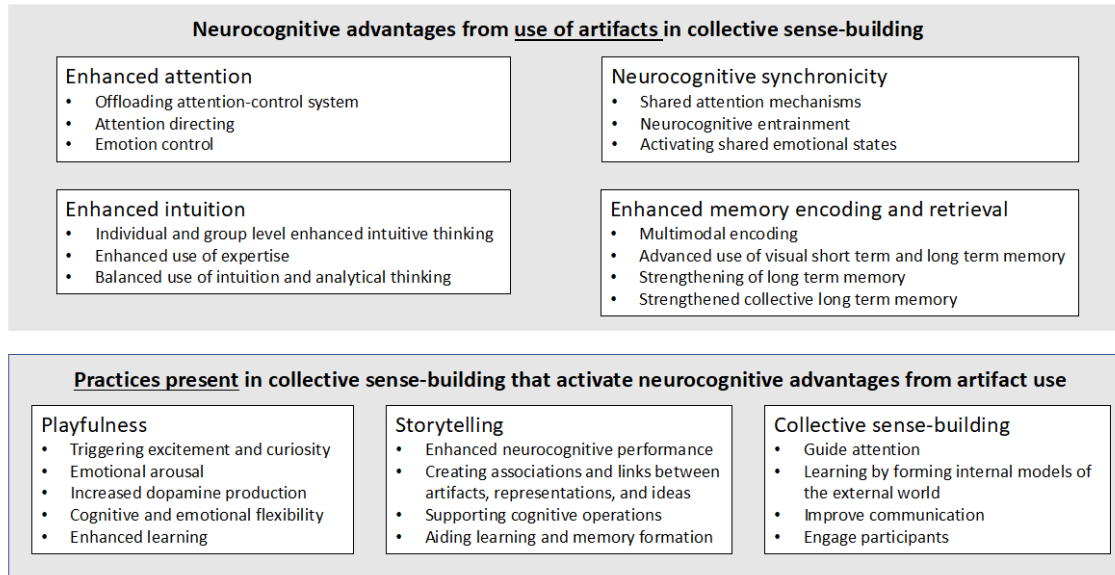 Neurocognitive advantages from use of artifacts in collective sense-building
Enhanced attention
• Offloading attention-control system
• Attention directing
• Emotion control
Neurocognitive synchronicity
• Shared attention mechanisms
• Neurocognitive entrainment
• Activating shared emotional states
Enhanced intuition
• Individual and group level enhanced intuitive thinking
• Enhanced use of expertise
• Balanced use of intuition and analytical thinking
Enhanced memory encoding and retrieval
• Multimodal encoding
• Advanced use of visual short term and long term memory
• Strengthening of long term memory
• Strengthened collective long term memory
Practices present in collective sense-building that activate neurocognitive advantages from artifact use
Playfulness
• Triggering excitement and curiosity
• Emotional arousal
• Increased dopamine production
• Cognitive and emotional flexibility
• Enhanced learning
Storytelling
• Enhanced neurocognitive performance
• Creating associations and links between
artifacts, representations, and ideas
• Supporting cognitive operations
• Aiding learning and memory formation
Collective sense-building
• Guide attention
• Learning by forming internal models of
the external world
• Improve communication
• Engage participants